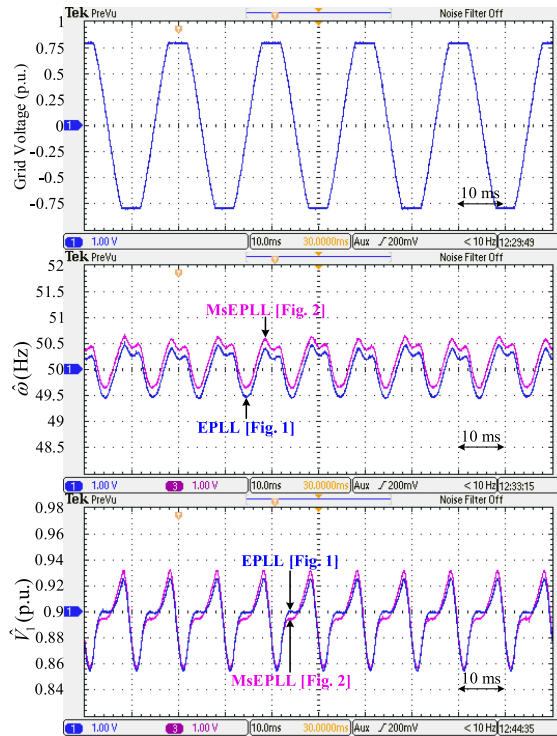 Tek PreVu Noise Filter Off
Grid Voltage (p.u.)
0.75
0.5
0.25
0
-0.25
-0.5
-0.75
1
10 ms
1 1.00 V 10.0ms 30.0000ms Aux ∫ 200mV < 10 Hz 12:29:49
Tek PreVu Noise Filter Off
ω̂ (Hz)
52
51.5
51
50.5
50
49.5
49
48.5
1
MsEPLL [Fig. 2]
EPLL [Fig. 1]
10 ms
1 1.00 V 3 1.00 V 10.0ms 30.0000ms Aux ∫ 200mV < 10 Hz 12:33:15
Tek PreVu Noise Filter Off
V̂₁ (p.u.)
0.98
0.96
0.94
0.92
0.9
0.88
0.86
0.84
1
EPLL [Fig. 1]
MsEPLL [Fig. 2]
10 ms
1 1.00 V 3 1.00 V 10.0ms 30.0000ms Aux ∫ 200mV < 10 Hz 12:44:35